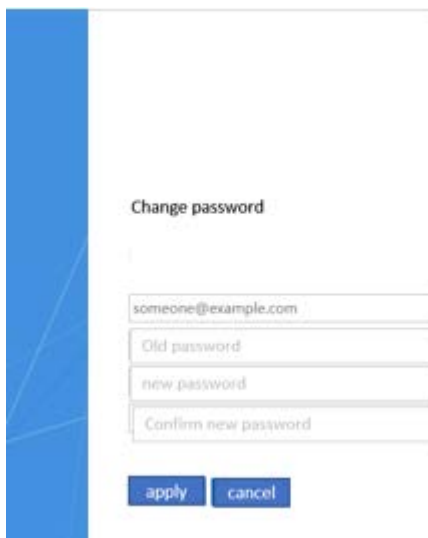 Change password
someone@example.com
Old password
new password
Confirm new password
apply cancel